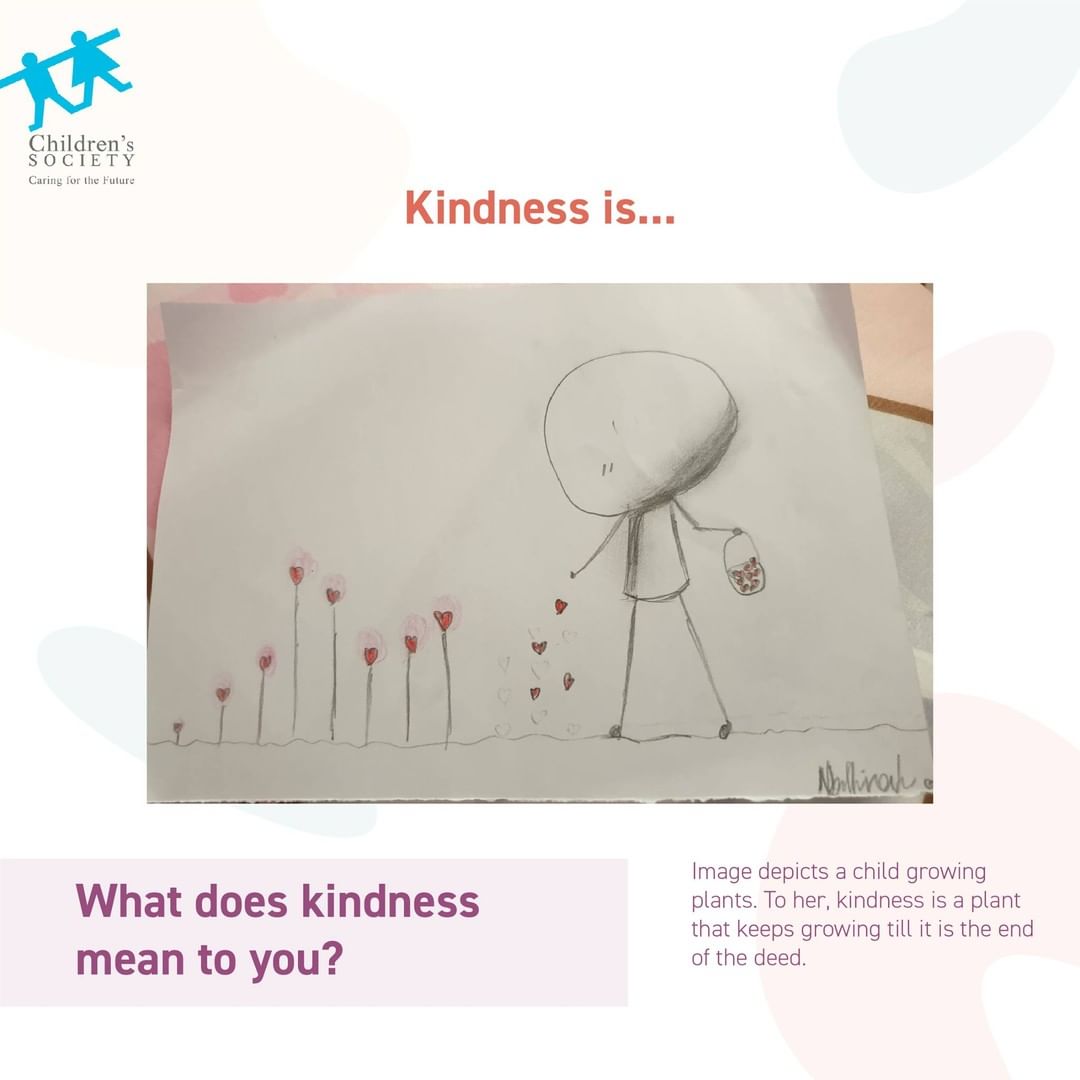 Children's
SOCIETY
Caring for the Future
Kindness is...
What does kindness
mean to you?
Image depicts a child growing
plants. To her, kindness is a plant
that keeps growing till it is the end
of the deed.